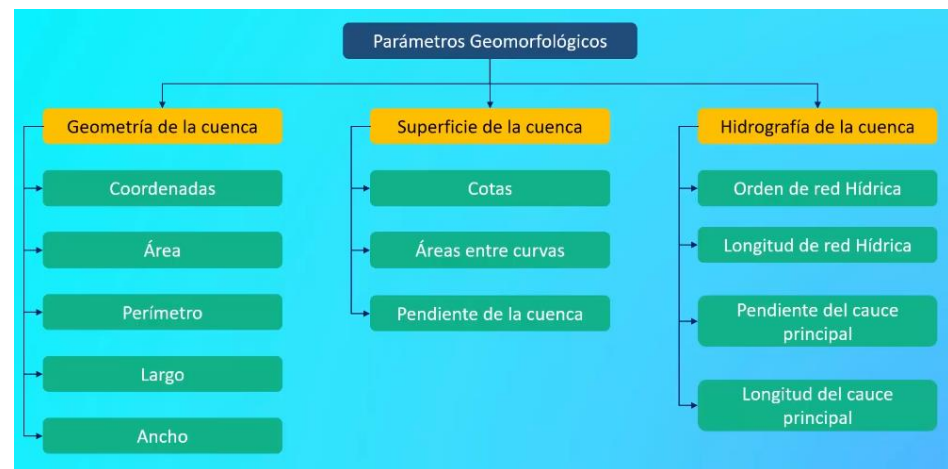 Parámetros Geomorfológicos
Geometría de la cuenca
Coordenadas
Área
Perímetro
Largo
Ancho
Superficie de la cuenca
Cotas
Áreas entre curvas
Pendiente de la cuenca
Hidrografía de la cuenca
Orden de red Hídrica
Longitud de red Hídrica
Pendiente del cauce
principal
Longitud del cauce
principal